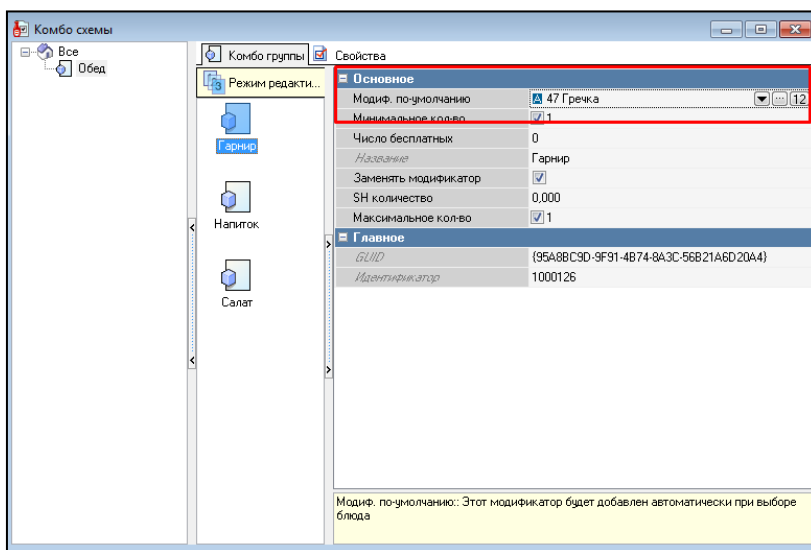 Комбо схемы
Все
Обед
Комбо группы
Свойства
Режим редакти...
Гарнир
Напиток
Салат
Основное
Модиф. по-умолчанию 47 Гречка 12
Минимальное кол-во 1
Число бесплатных 0
Название Гарнир
Заменять модификатор
SH количество 0,000
Максимальное кол-во 1
Главное
GUID {95A8BC9D-9F91-4B74-8A3C-56B21A6D20A4}
Идентификатор 1000126
Модиф. по-умолчанию:: Этот модификатор будет добавлен автоматически при выборе
блюда